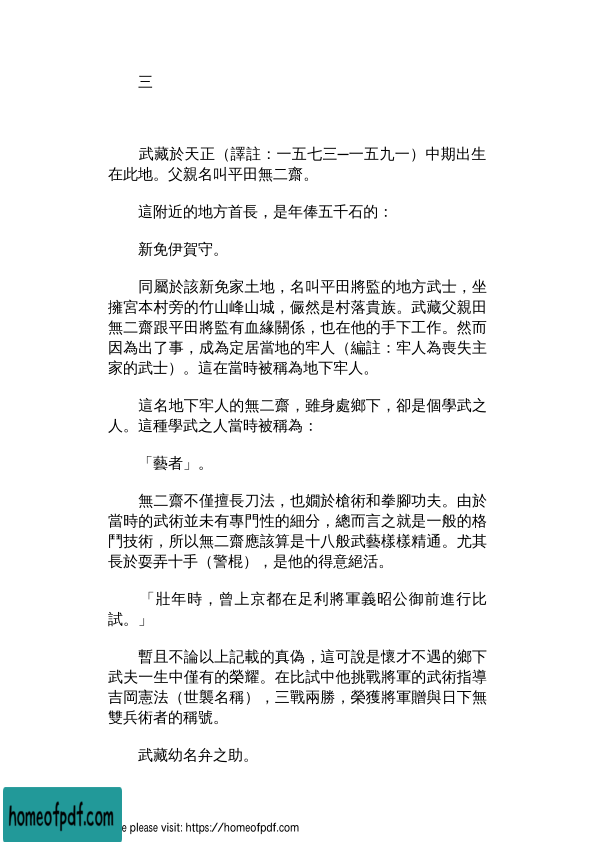 三
武藏於天正（譯註：一五七三─一五九一）中期出生
在此地。父親名叫平田無二齋。
這附近的地方首長，是年俸五千石的：
新免伊賀守。
同屬於該新免家土地，名叫平田將監的地方武士，坐
擁宮本村旁的竹山峰山城，儼然是村落貴族。武藏父親田
無二齋跟平田將監有血緣關係，也在他的手下工作。然而
因為出了事，成為定居當地的牢人（編註：牢人為喪失主
家的武士）。這在當時被稱為地下牢人。
這名地下牢人的無二齋，雖身處鄉下，卻是個學武之
人。這種學武之人當時被稱為：
「藝者」。
無二齋不僅擅長刀法，也嫺於槍術和拳腳功夫。由於
當時的武術並未有專門性的細分，總而言之就是一般的格
鬥技術，所以無二齋應該算是十八般武藝樣樣精通。尤其
長於耍弄十手（警棍），是他的得意絕活。
「壯年時，曾上京都在足利將軍義昭公御前進行比
試。」
暫且不論以上記載的真偽，這可說是懷才不遇的鄉下
武夫一生中僅有的榮耀。在比試中他挑戰將軍的武術指導
吉岡憲法（世襲名稱），三戰兩勝，榮獲將軍贈與日下無
雙兵術者的稱號。
武藏幼名弁之助。
homeofpdf.com
please visit: https://homeofpdf.com